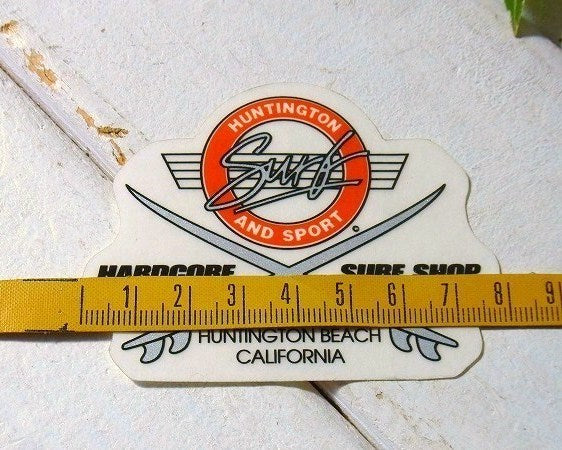 HUNTINGTON
Surf
AND SPORT
HARDCORE SURF SHOP
1 2 3 4 5 6 7 8 9
HUNTINGTON BEACH
CALIFORNIA